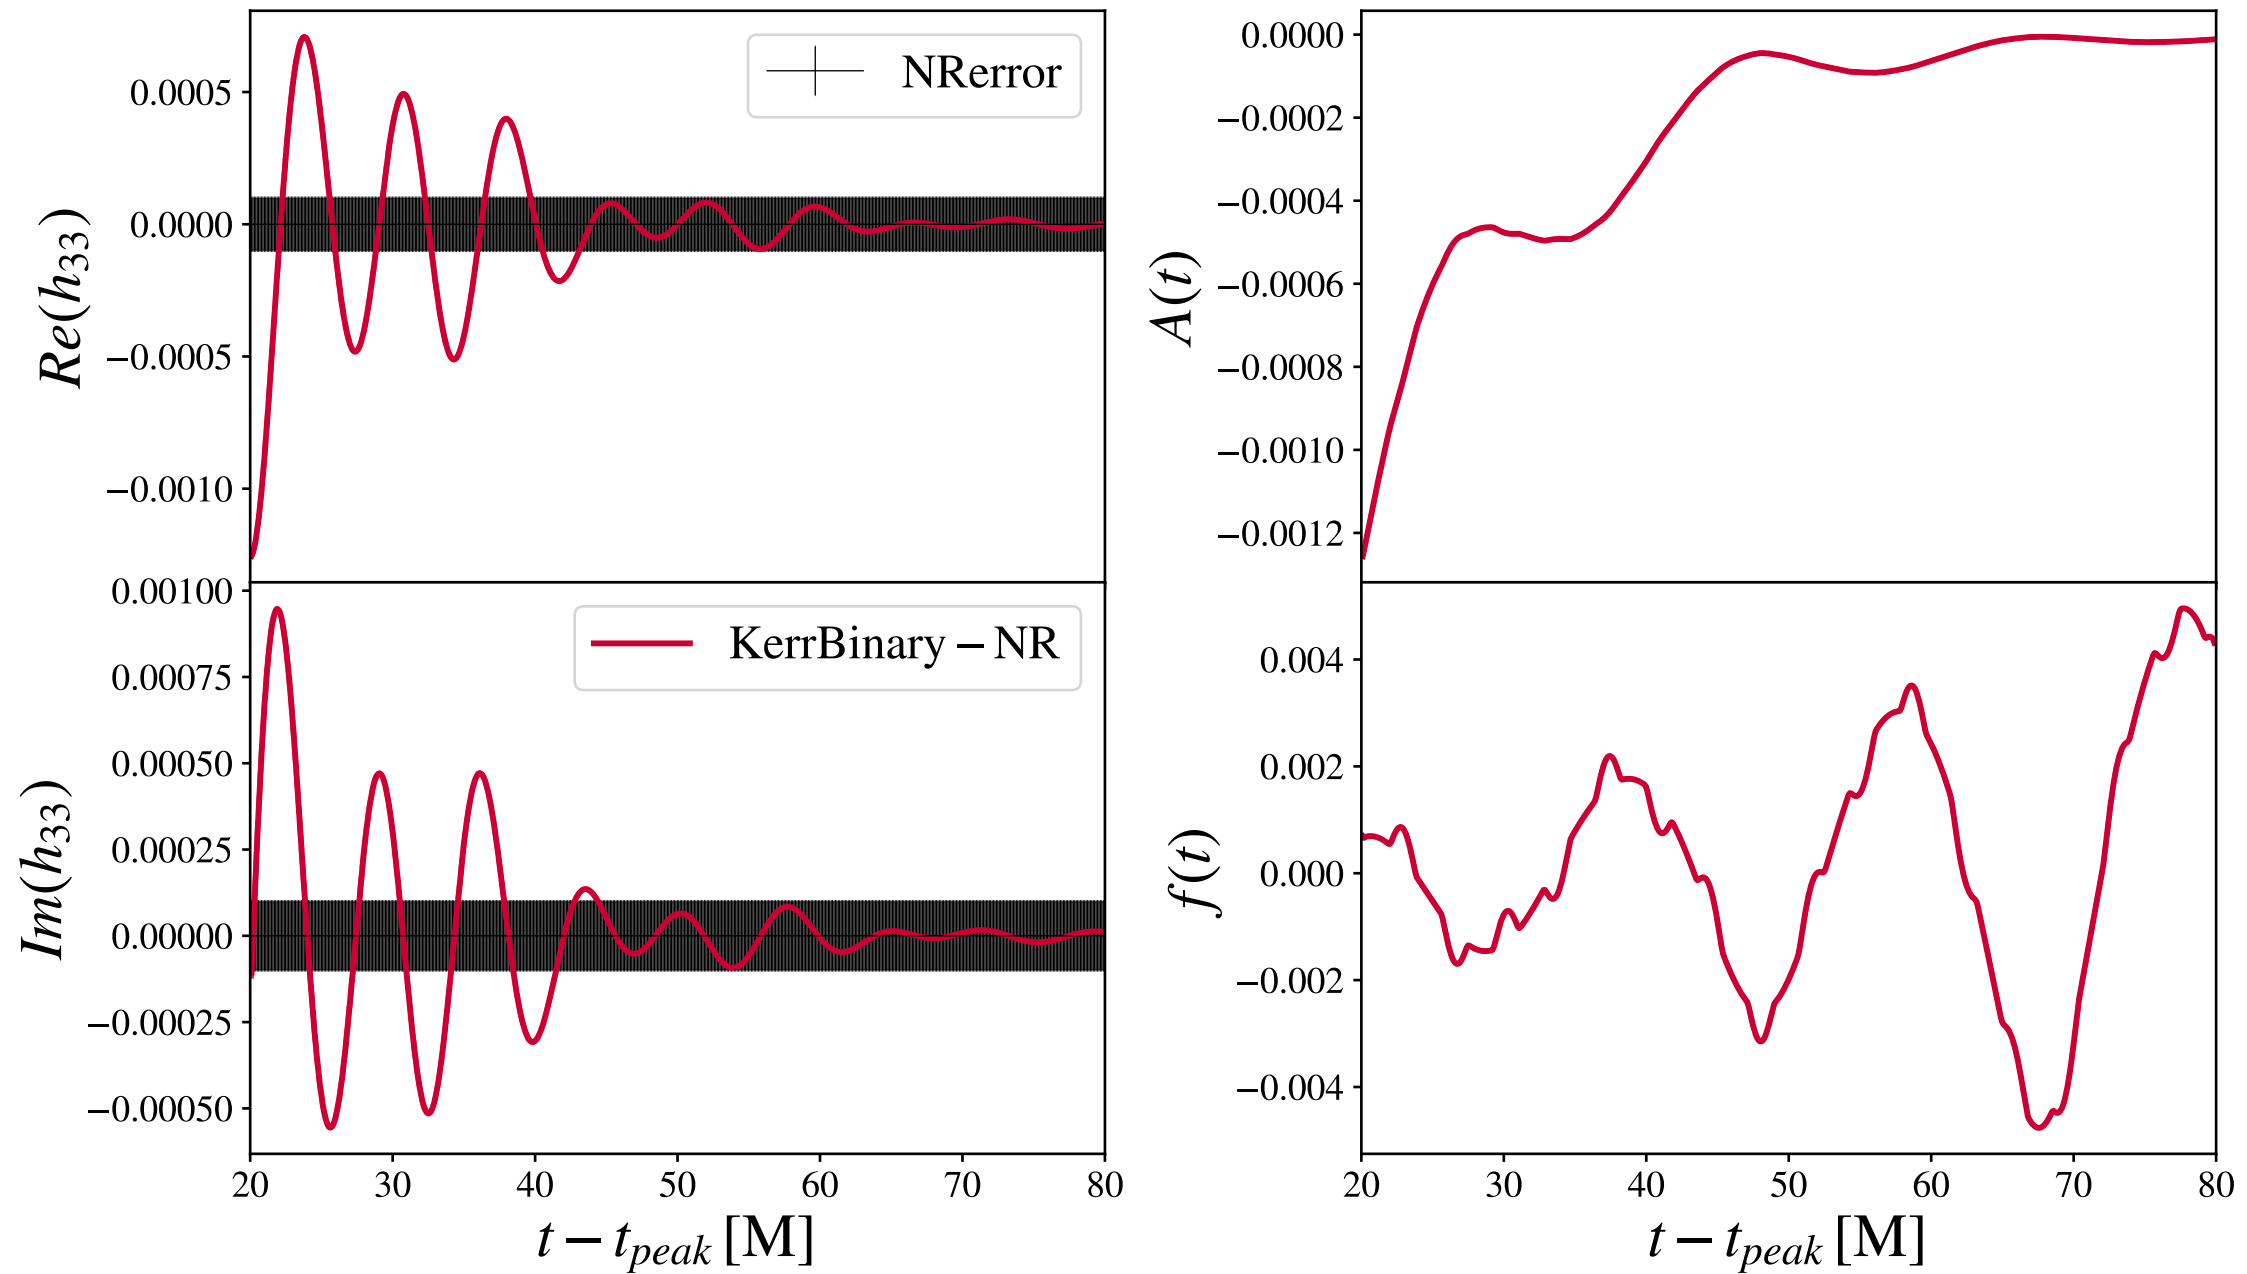 Re(h33)
0.0005
0.0000
−0.0005
−0.0010
NRerror
A(t)
0.0000
−0.0002
−0.0004
−0.0006
−0.0008
−0.0010
−0.0012
Im(h33)
0.00100
0.00075
0.00050
0.00025
0.00000
−0.00025
−0.00050
KerrBinary − NR
20 30 40 50 60 70 80
t − tpeak [M]
f(t)
0.004
0.002
0.000
−0.002
−0.004
20 30 40 50 60 70 80
t − tpeak [M]